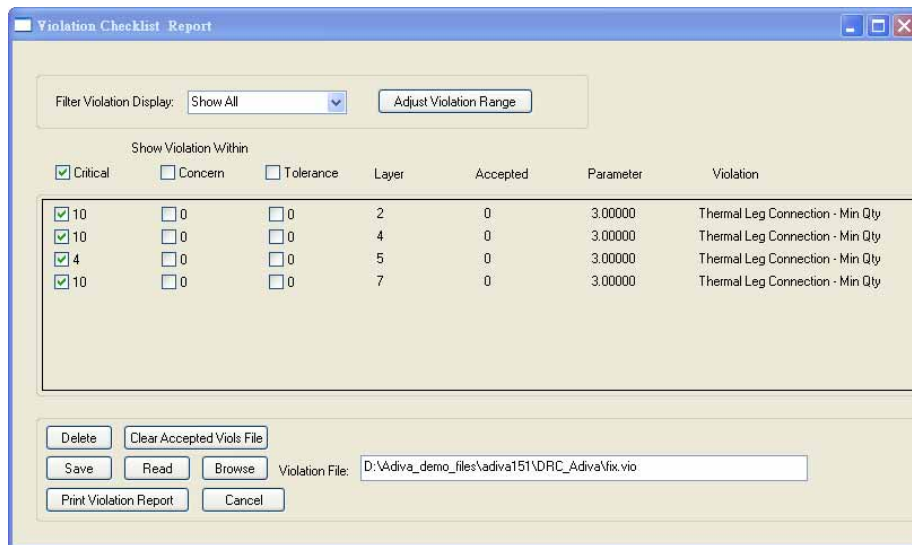 Violation Checklist Report
Filter Violation Display: Show All Adjust Violation Range
Show Violation Within
Critical Concern Tolerance Layer Accepted Parameter Violation
10 0 0 2 0 3.00000 Thermal Leg Connection - Min Qty
10 0 0 4 0 3.00000 Thermal Leg Connection - Min Qty
4 0 0 5 0 3.00000 Thermal Leg Connection - Min Qty
10 0 0 7 0 3.00000 Thermal Leg Connection - Min Qty
Delete Clear Accepted Viols File
Save Read Browse Violation File: D:\Adiva_demo_files\adiva151\DRC_Adiva\fix.vio
Print Violation Report Cancel